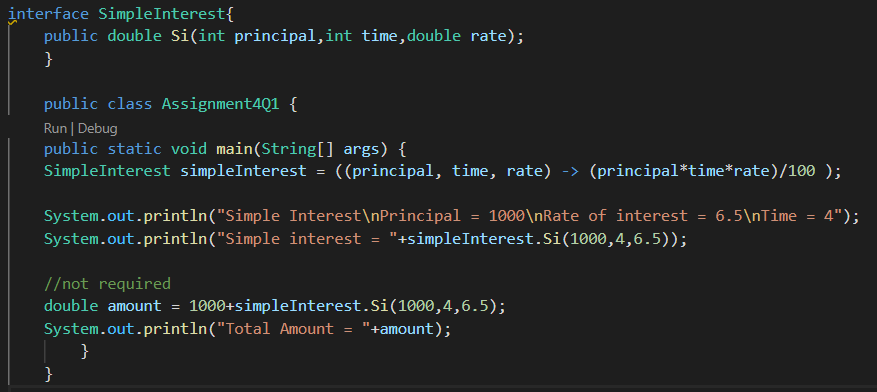 interface SimpleInterest{
public double Si(int principal,int time,double rate);
}
public class Assignment4Q1 {
Run | Debug
public static void main(String[] args) {
SimpleInterest simpleInterest = ((principal, time, rate) -> (principal*time*rate)/100 );
System.out.println("Simple Interest\nPrincipal = 1000\nRate of interest = 6.5\nTime = 4");
System.out.println("Simple interest = "+simpleInterest.Si(1000,4,6.5));
//not required
double amount = 1000+simpleInterest.Si(1000,4,6.5);
System.out.println("Total Amount = "+amount);
}
}